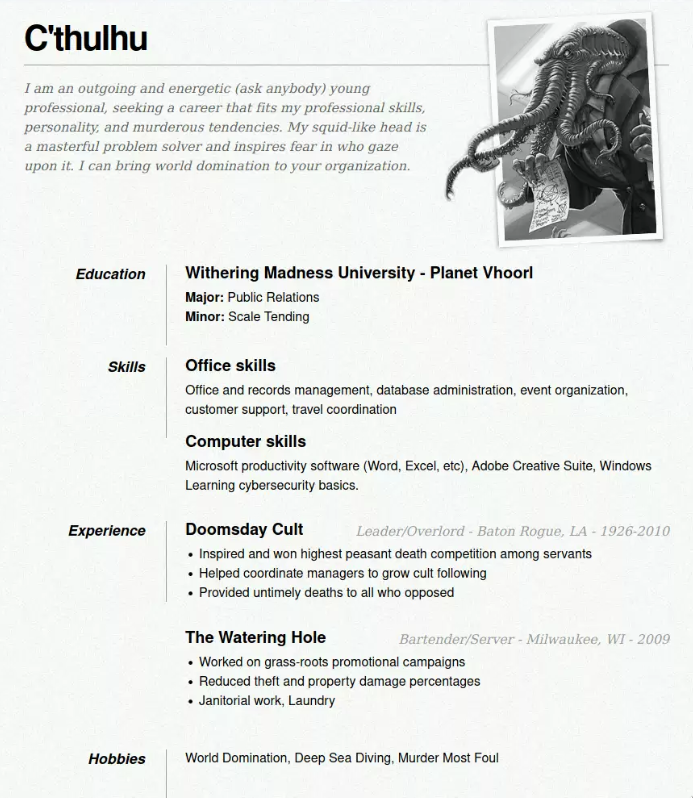 C'thulhu
I am an outgoing and energetic (ask anybody) young
professional, seeking a career that fits my professional skills,
personality, and murderous tendencies. My squid-like head is
a masterful problem solver and inspires fear in who gaze
upon it. I can bring world domination to your organization.
Education
Withering Madness University - Planet Vhoorl
Major: Public Relations
Minor: Scale Tending
Skills
Office skills
Office and records management, database administration, event organization,
customer support, travel coordination
Computer skills
Microsoft productivity software (Word, Excel, etc), Adobe Creative Suite, Windows
Learning cybersecurity basics.
Experience
Doomsday Cult Leader/Overlord - Baton Rogue, LA - 1926-2010
• Inspired and won highest peasant death competition among servants
• Helped coordinate managers to grow cult following
• Provided untimely deaths to all who opposed
The Watering Hole Bartender/Server - Milwaukee, WI - 2009
• Worked on grass-roots promotional campaigns
• Reduced theft and property damage percentages
• Janitorial work, Laundry
Hobbies
World Domination, Deep Sea Diving, Murder Most Foul